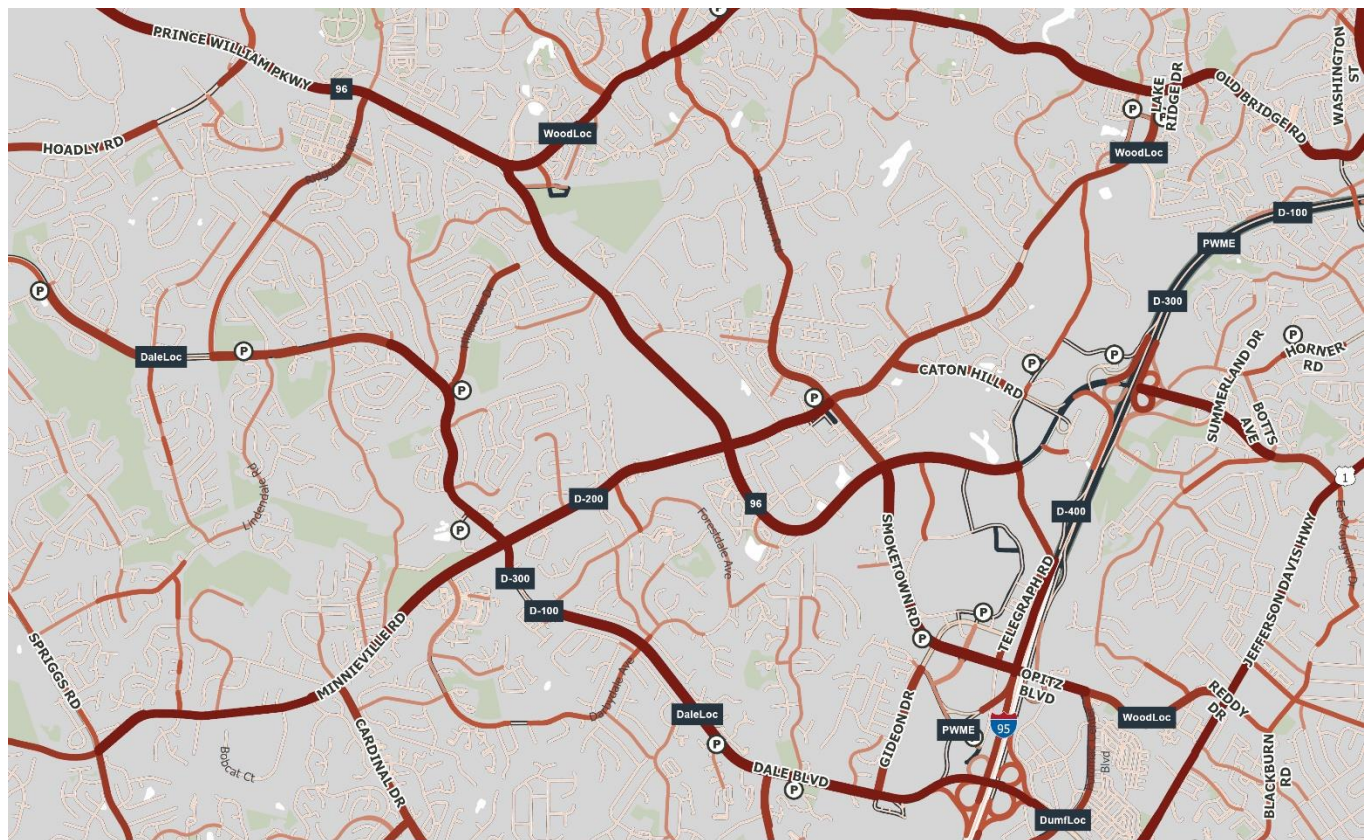 P
PRINCE WILLIAM PKWY
96
HOADLY RD
WoodLoc
P
LAKE
RIDGE DR
OLD BRIDGE RD
WASHINGTON
ST
WoodLoc
D-100
PWME
D-300
P
DaleLoc
P
P
Lindendale Rd
P
P
P
CATON HILL RD
P
SUMMERLAND DR
P
HORNER
RD
BOTTS
AVE
1
D-200
96
D-400
Forestdale Ave
SMOKETOWN RD
JEFFERSON DAVIS HWY
D-300
D-100
P
P
TELEGRAPH RD
MINNIEVILLE RD
SPRIGGS RD
OPITZ
BLVD
REDDY
DR
WoodLoc
DaleLoc
P
PWME
95
GIDEON DR
Bobcat Ct
CARDINAL DR
DALE BLVD
P
Blvd
BLACKBURN
RD
DumfLoc